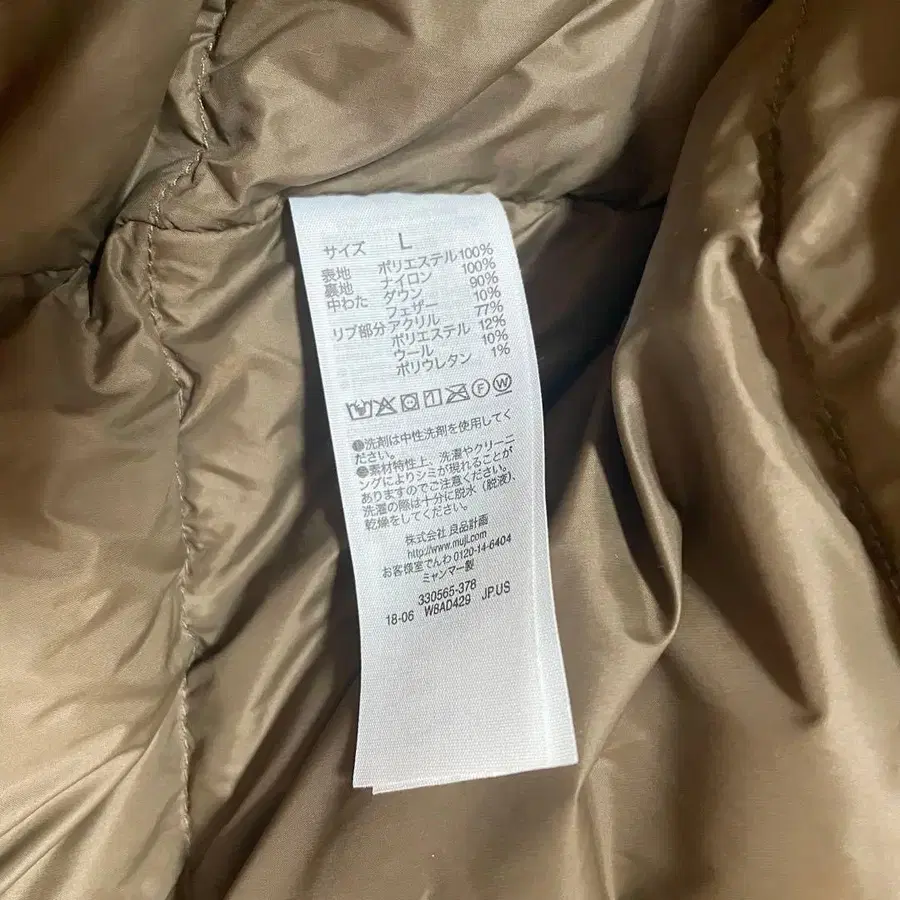 サイズ L
表地 ポリエステル100%
裏地 ナイロン 100%
中わた ダウン 90%
フェザー 10%
リブ部分 アクリル 77%
ポリエステル 12%
ウール 10%
ポリウレタン 1%
F W
●洗剤は中性洗剤を使用してく
ださい。
●素材特性上、洗濯やクリーニ
ングによりシミが現れることが
ありますのでご注意ください。
洗濯の際は十分に脱水(脱液)、
乾燥をしてください。
株式会社 良品計画
http://www.muji.com
お客様室でんわ 0120-14-6404
ミャンマー製
330565-378
18-06 W8AD429 JP.US